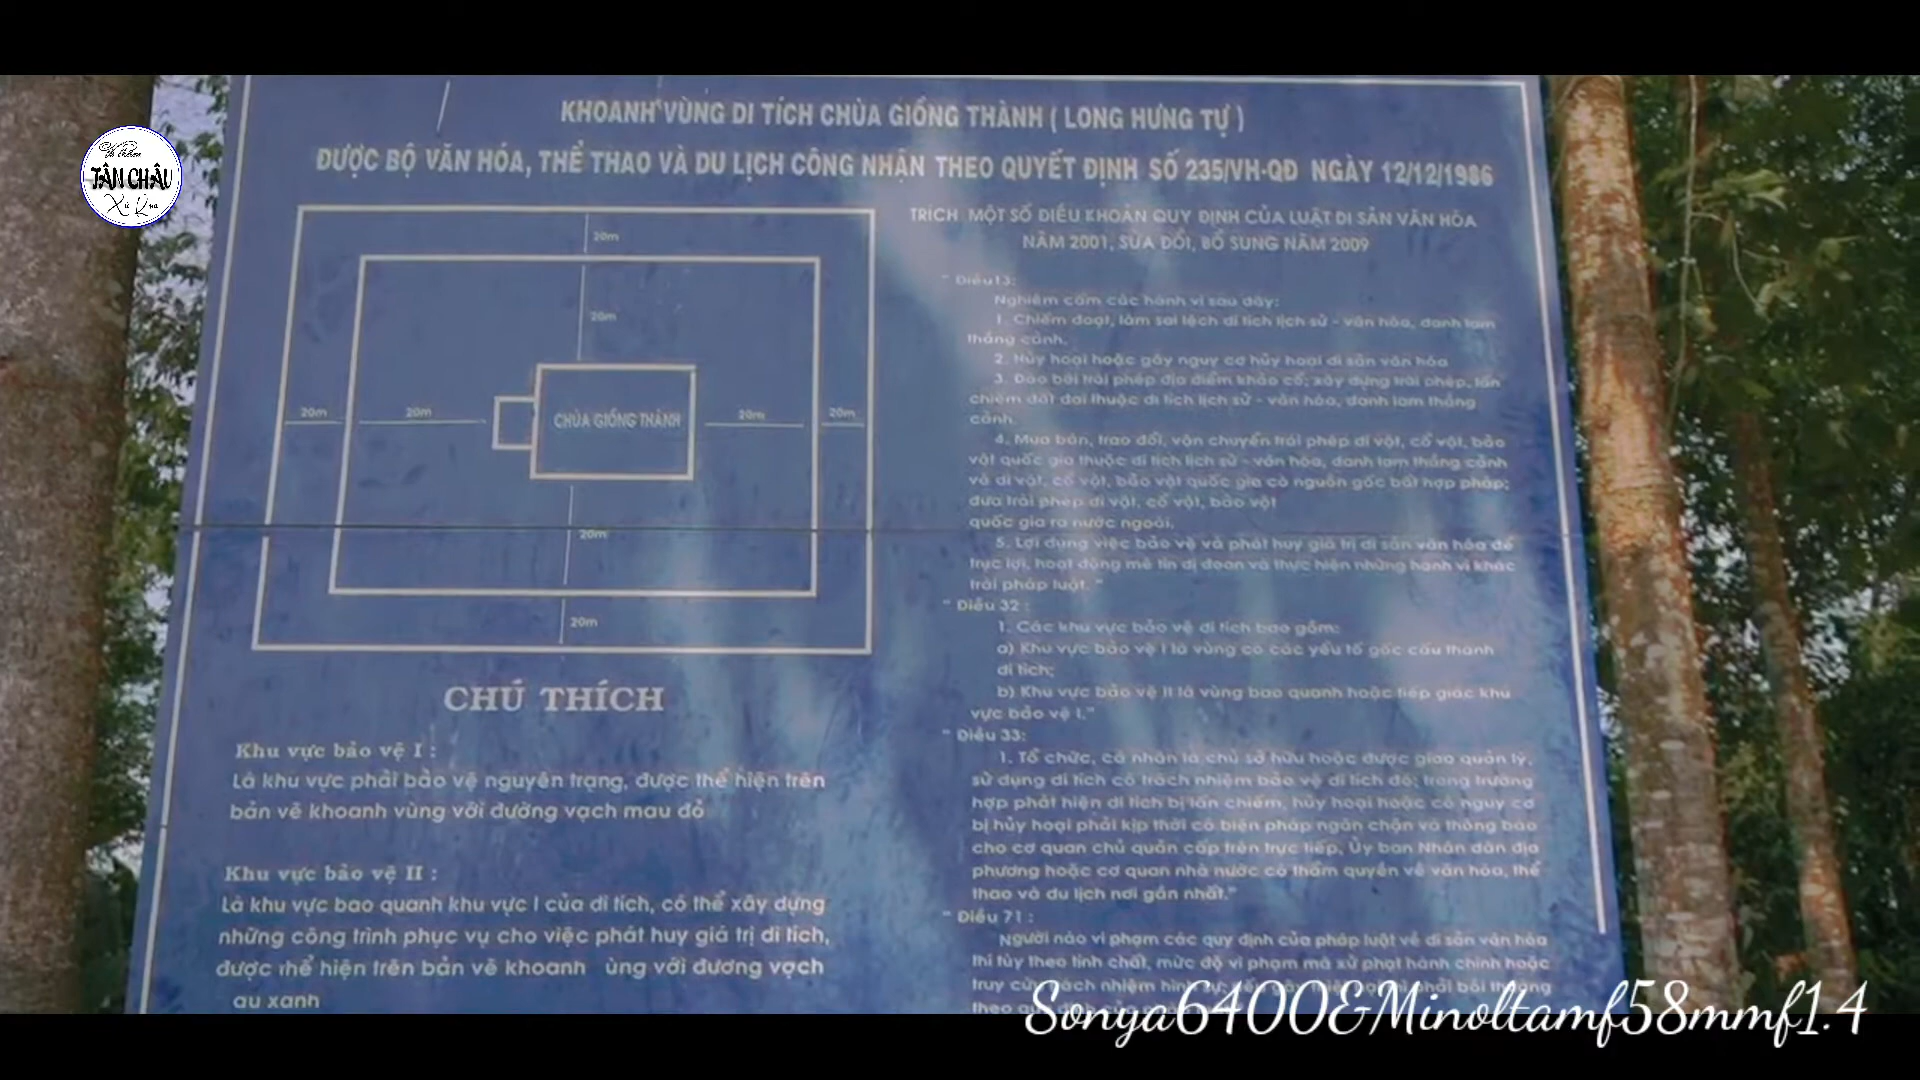 KHOANH VÙNG DI TÍCH CHÙA GIỒNG THÀNH ( LONG HƯNG TỰ )
ĐƯỢC BỘ VĂN HÓA, THỂ THAO VÀ DU LỊCH CÔNG NHẬN THEO QUYẾT ĐỊNH SỐ 235/VH-QĐ NGÀY 12/12/1986
TÂN CHÂU
20m
20m
20m
20m
CHÙA GIỒNG THÀNH
20m
20m
20m
20m
CHÚ THÍCH
Khu vực bảo vệ I :
Là khu vực phải bảo vệ nguyên trạng, được thể hiện trên
bản vẽ khoanh vùng với đường vạch mau đỏ
Khu vực bảo vệ II :
Là khu vực bao quanh khu vực I của di tích, có thể xây dựng
những công trình phục vụ cho việc phát huy giá trị di tích,
được thể hiện trên bản vẽ khoanh ùng với đương vạch
au xanh
TRÍCH MỘT SỐ ĐIỀU KHOẢN QUY ĐỊNH CỦA LUẬT DI SẢN VĂN HÓA
NĂM 2001, SỬA ĐỔI, BỔ SUNG NĂM 2009
" Điều13:
Nghiêm cấm các hành vi sau đây:
1. Chiếm đoạt, làm sai lệch di tích lịch sử - văn hóa, danh lam
thắng cảnh.
2. Hủy hoại hoặc gây nguy cơ hủy hoại di sản văn hóa
3. Đào bới trái phép địa điểm khảo cổ; xây dựng trái phép, lấn
chiếm đất đai thuộc di tích lịch sử - văn hóa, danh lam thắng
cảnh.
4. Mua bán, trao đổi, vận chuyển trái phép di vật, cổ vật, bảo
vật quốc gia thuộc di tích lịch sử - văn hóa, danh lam thắng cảnh
và di vật, cổ vật, bảo vật quốc gia có nguồn gốc bất hợp pháp;
đưa trái phép di vật, cổ vật, bảo vật
quốc gia ra nước ngoài.
5. Lợi dụng việc bảo vệ và phát huy giá trị di sản văn hóa để
trục lợi, hoạt động mê tín dị đoan và thực hiện những hành vi khác
trái pháp luật. "
" Điều 32 :
1. Các khu vực bảo vệ di tích bao gồm:
a) Khu vực bảo vệ I là vùng có các yếu tố gốc cấu thành
di tích;
b) Khu vực bảo vệ II là vùng bao quanh hoặc tiếp giác khu
vực bảo vệ I."
" Điều 33:
1. Tổ chức, cá nhân là chủ sở hữu hoặc được giao quản lý,
sử dụng di tích có trách nhiệm bảo vệ di tích đó; trong trường
hợp phát hiện di tích bị lấn chiếm, hủy hoại hoặc có nguy cơ
bị hủy hoại phải kịp thời có biện pháp ngăn chặn và thông báo
cho cơ quan chủ quản cấp trên trực tiếp, Ủy ban Nhân dân địa
phương hoặc cơ quan nhà nước có thẩm quyền về văn hóa, thể
thao và du lịch nơi gần nhất."
" Điều 71 :
Người nào vi phạm các quy định của pháp luật về di sản văn hóa
thì tùy theo tính chất, mức độ vi phạm mà xử phạt hành chính hoặc
truy cứu trách nhiệm hình
Sonya6400&Minoltamf58mmf1.4